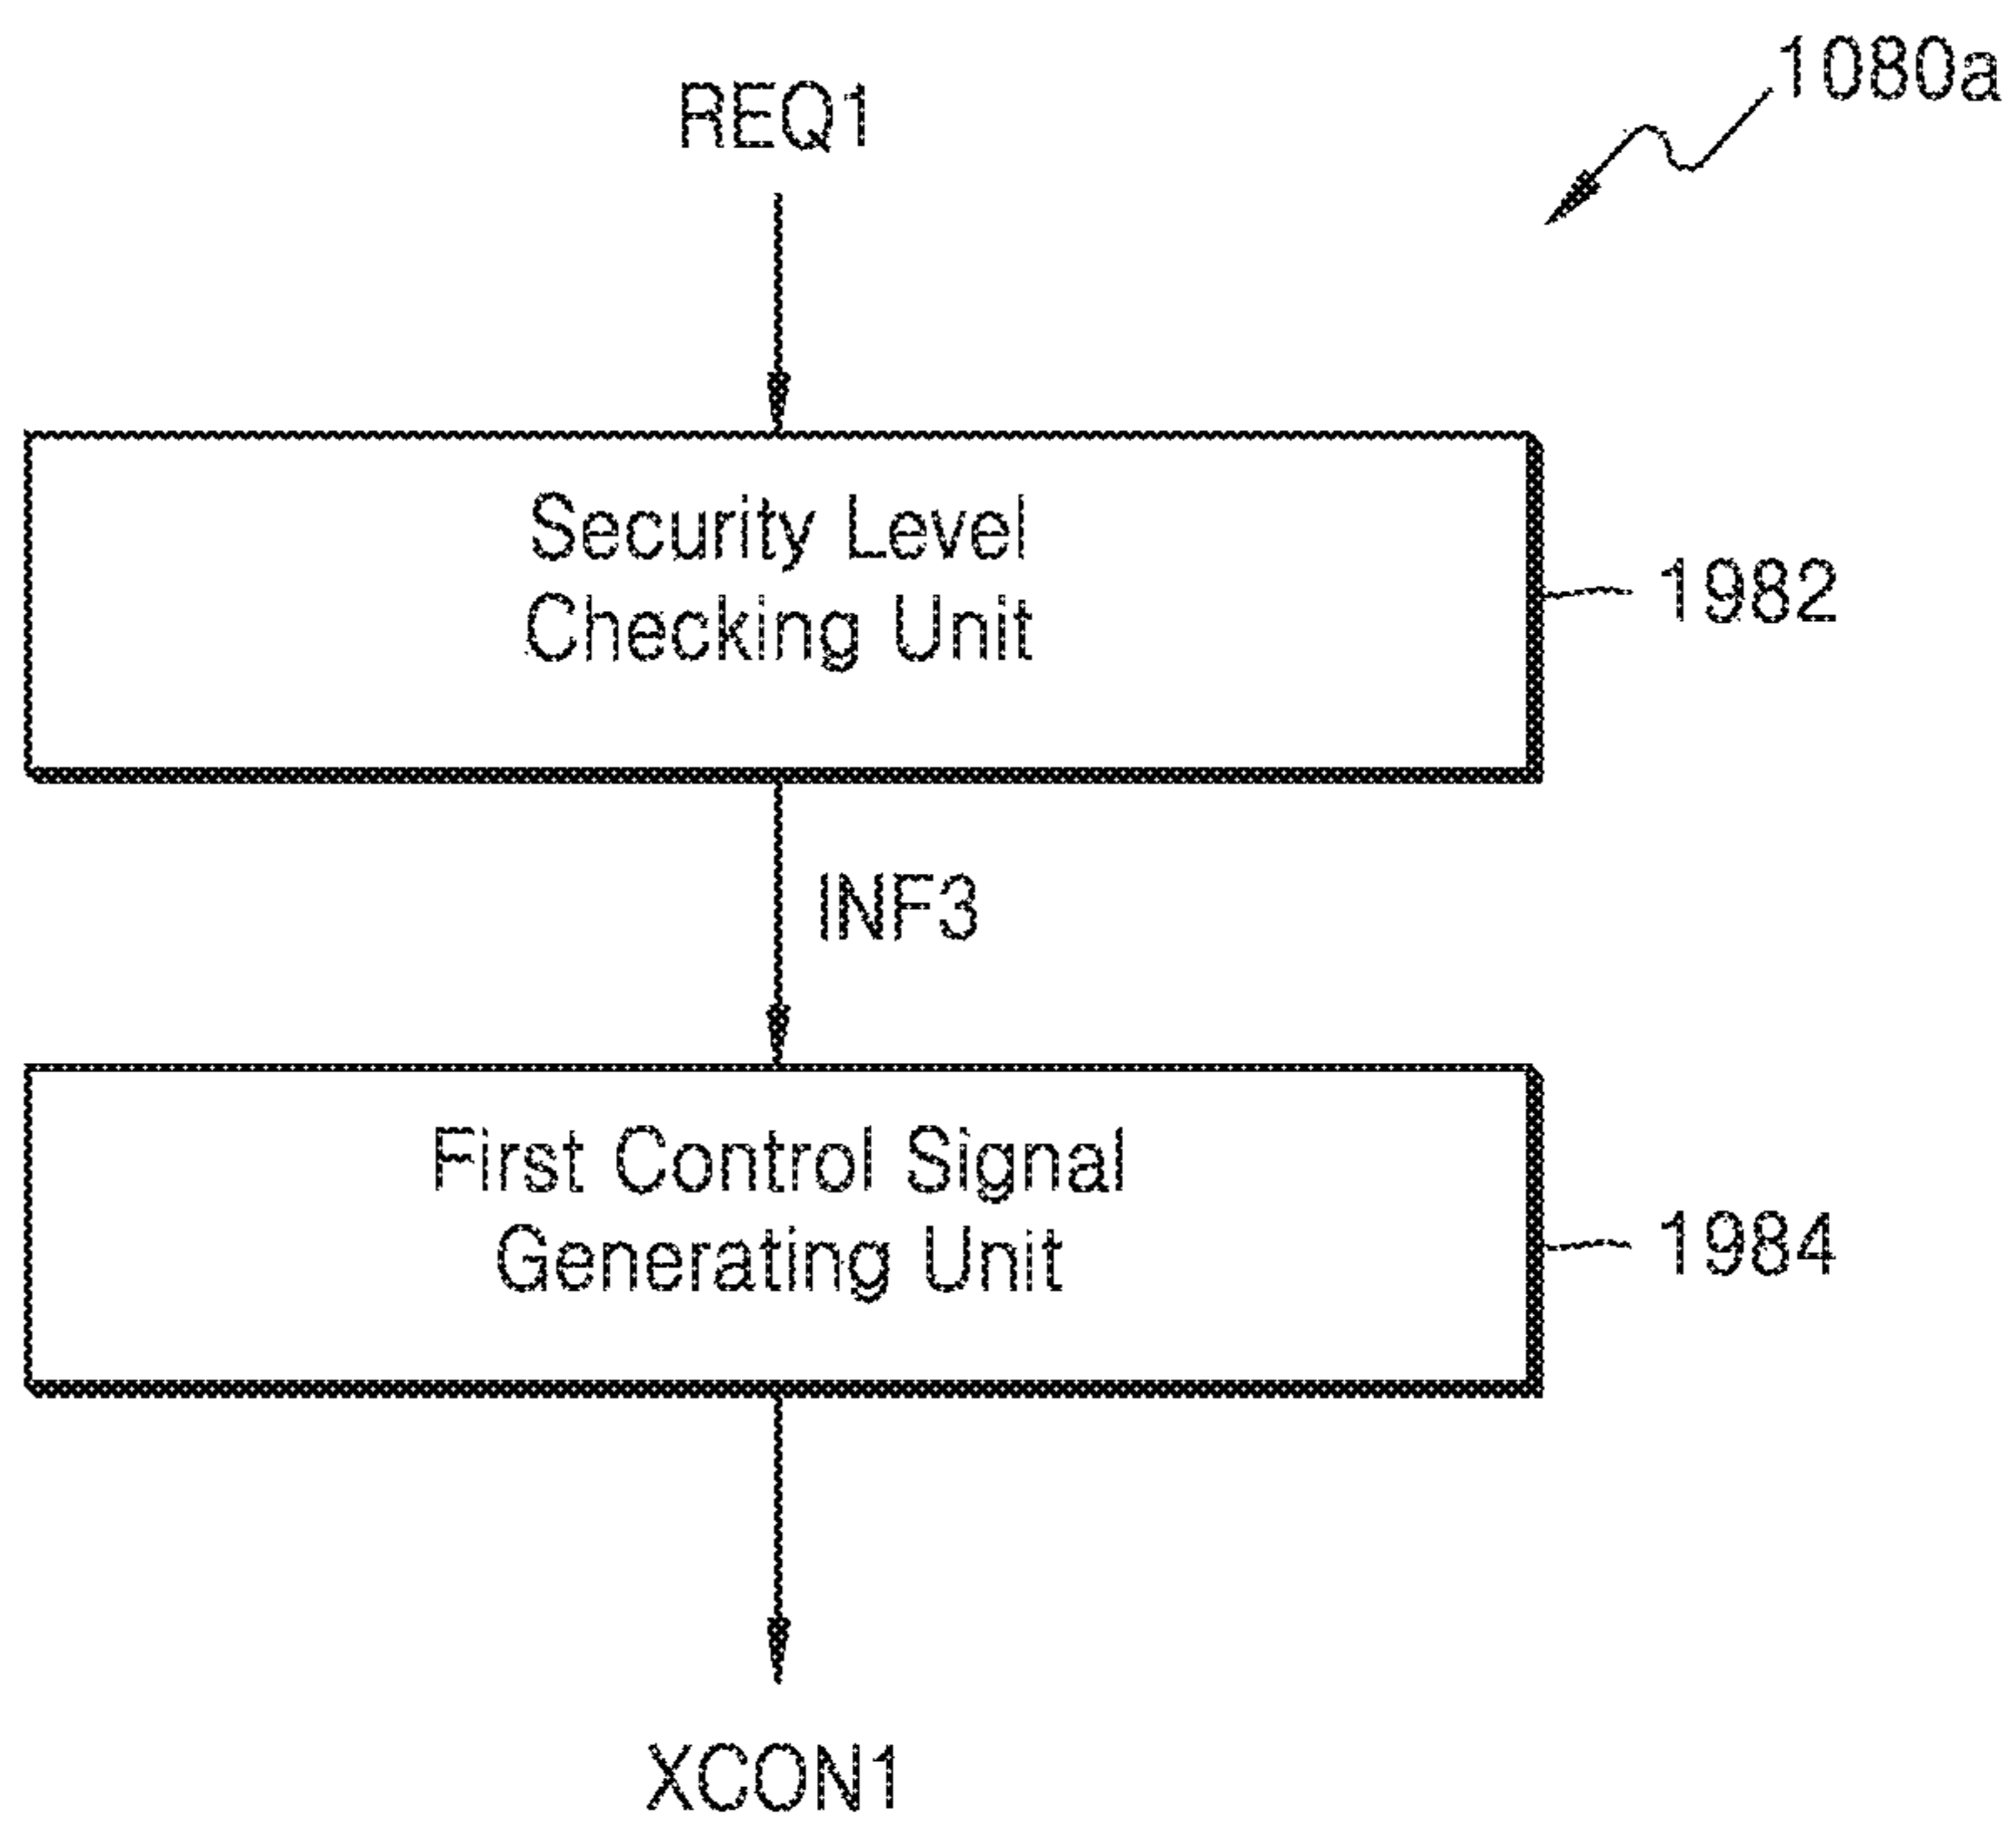 1080a
REQ1
Security Level
Checking Unit
1982
INF3
First Control Signal
Generating Unit
1984
XCON1